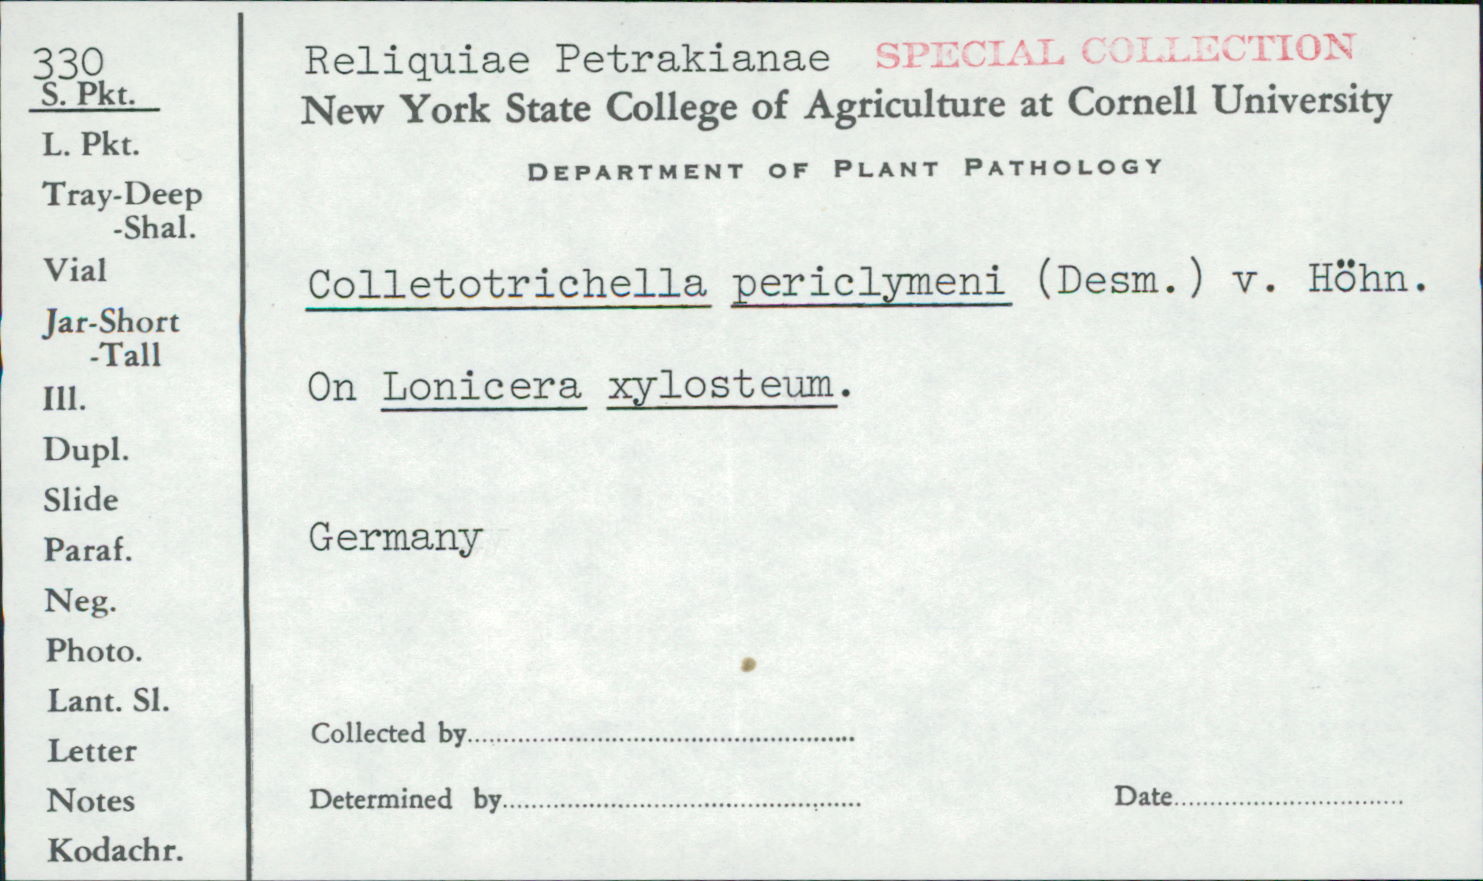 330
S. Pkt.
L. Pkt.
Tray-Deep
-Shal.
Vial
Jar-Short
-Tall
Ill.
Dupl.
Slide
Paraf.
Neg.
Photo.
Lant. Sl.
Letter
Notes
Kodachr.
Reliquiae Petrakianae SPECIAL COLLECTION
New York State College of Agriculture at Cornell University
DEPARTMENT OF PLANT PATHOLOGY
Colletotrichella periclymeni (Desm.) v. Höhn.
On Lonicera xylosteum.
Germany
Collected by
Determined by
Date